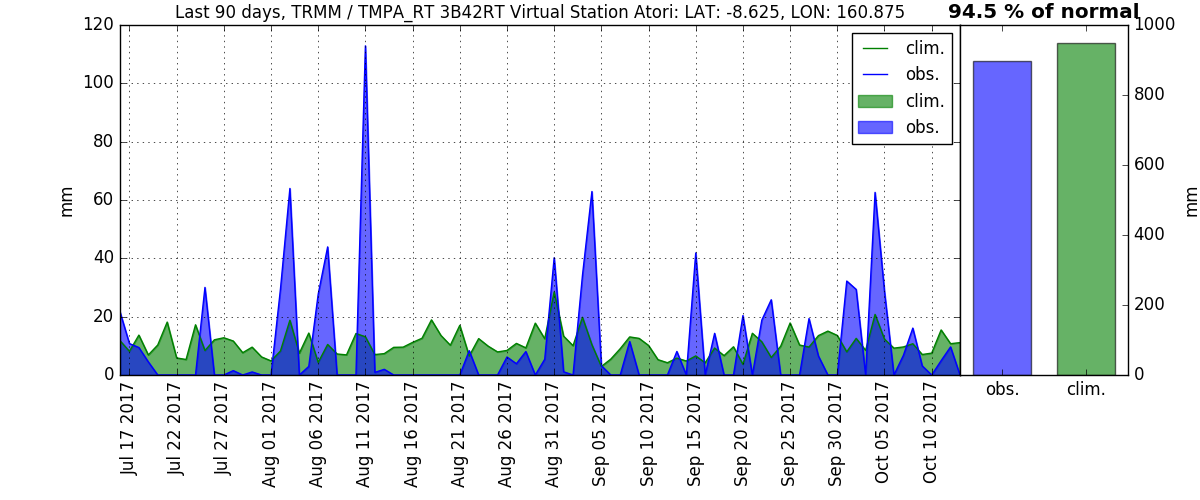 Last 90 days, TRMM / TMPA_RT 3B42RT Virtual Station Atori: LAT: -8.625, LON: 160.875
94.5 % of normal
120
100
80
60
40
20
0
mm
clim.
obs.
clim.
obs.
1000
800
600
400
200
0
mm
Jul 17 2017
Jul 22 2017
Jul 27 2017
Aug 01 2017
Aug 06 2017
Aug 11 2017
Aug 16 2017
Aug 21 2017
Aug 26 2017
Aug 31 2017
Sep 05 2017
Sep 10 2017
Sep 15 2017
Sep 20 2017
Sep 25 2017
Sep 30 2017
Oct 05 2017
Oct 10 2017
obs.
clim.